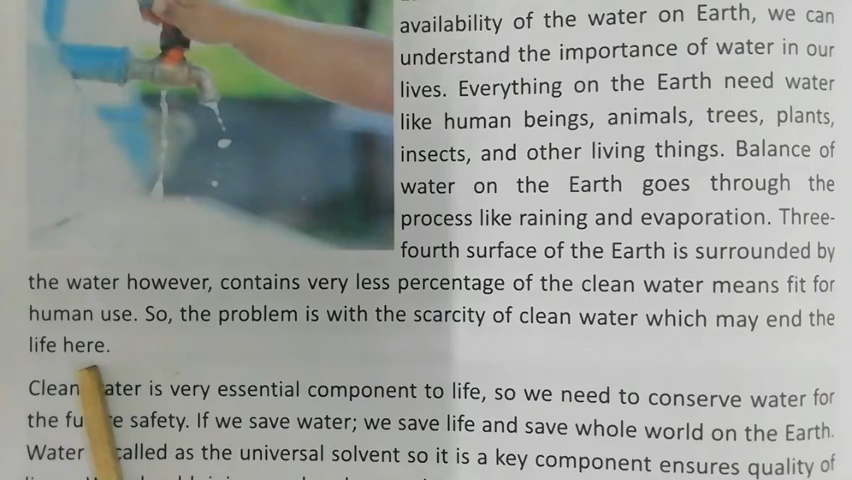 availability of the water on Earth, we can
understand the importance of water in our
lives. Everything on the Earth need water
like human beings, animals, trees, plants,
insects, and other living things. Balance of
water on the Earth goes through the
process like raining and evaporation. Three-
fourth surface of the Earth is surrounded by
the water however, contains very less percentage of the clean water means fit for
human use. So, the problem is with the scarcity of clean water which may end the
life here.
Clean ater is very essential component to life, so we need to conserve water for
the fu e safety. If we save water; we save life and save whole world on the Earth.
Water alled as the universal solvent so it is a key component ensures quality of